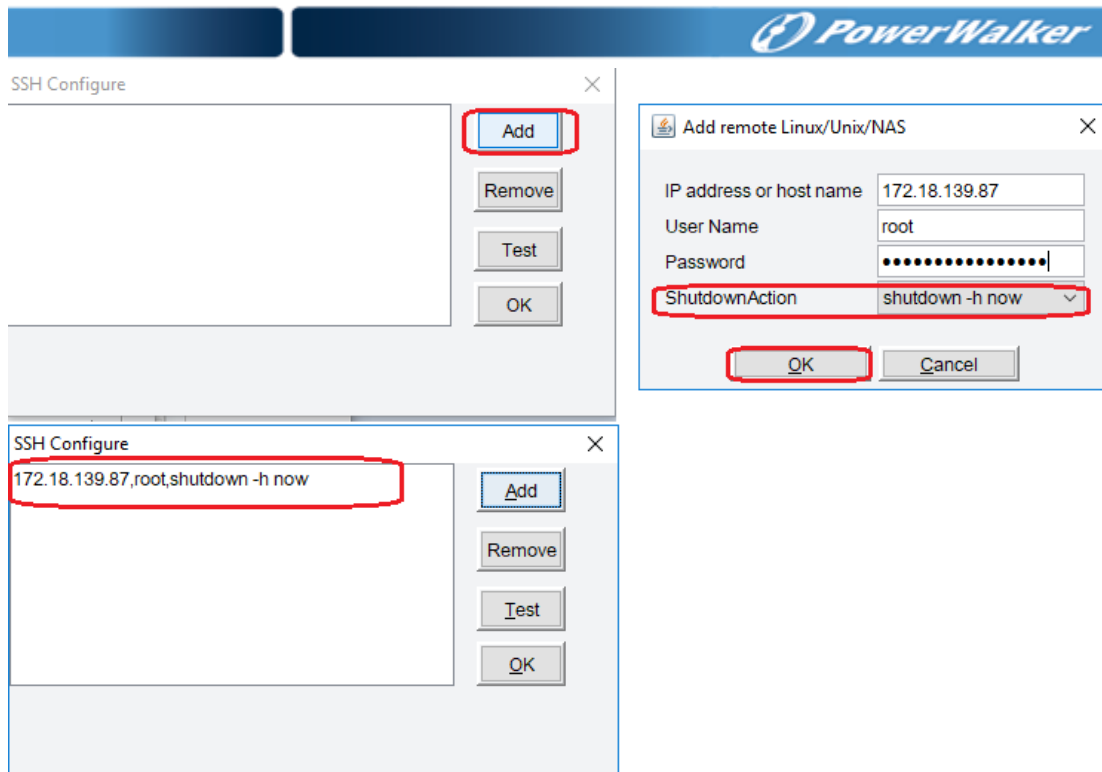 PowerWalker
SSH Configure
Add
Remove
Test
OK
Add remote Linux/Unix/NAS
IP address or host name 172.18.139.87
User Name root
Password ••••••••••••••••
ShutdownAction shutdown -h now
OK Cancel
SSH Configure
172.18.139.87,root,shutdown -h now
Add
Remove
Test
OK